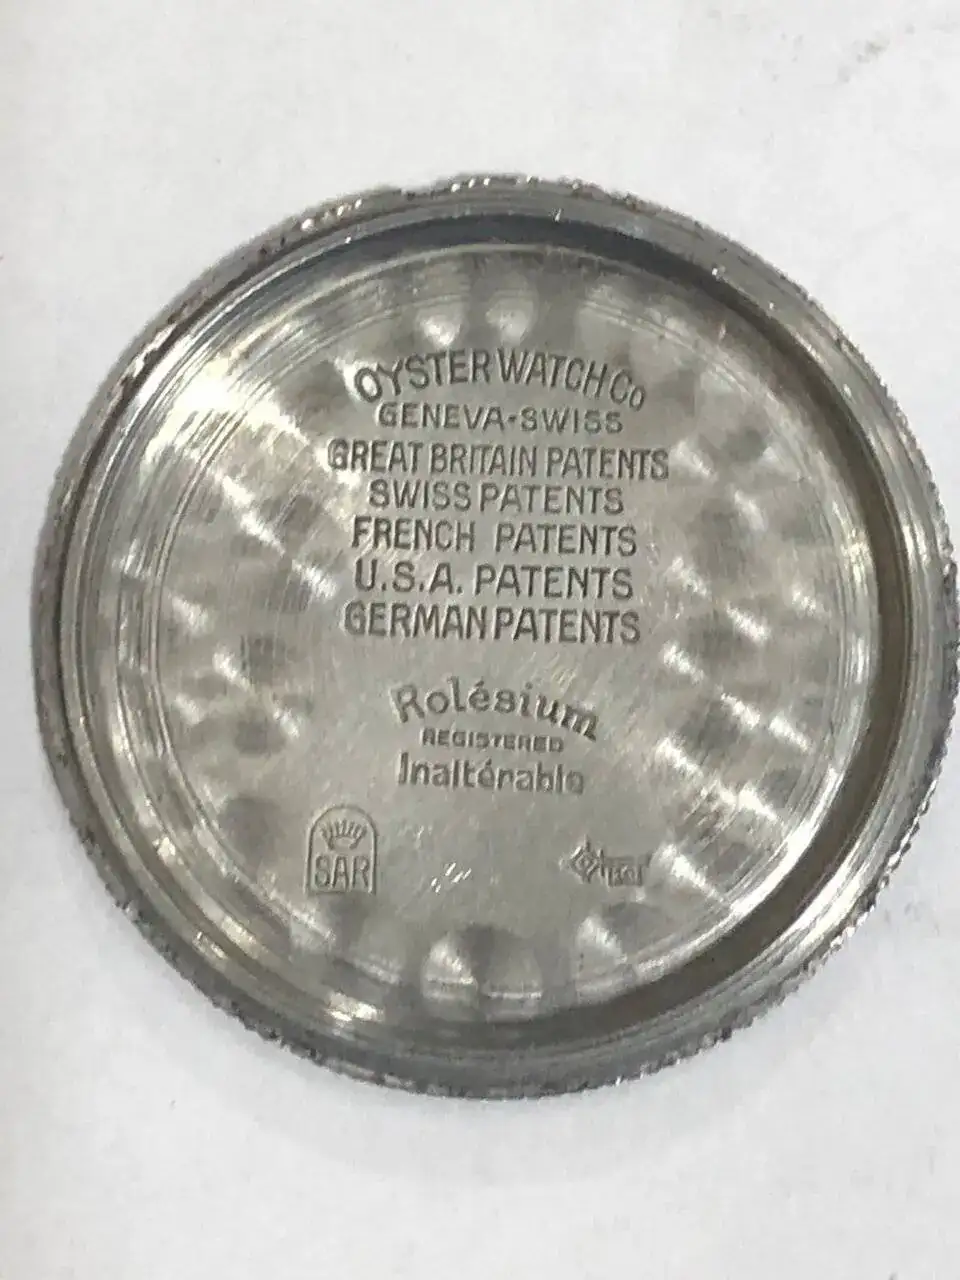 OYSTER WATCH Co
GENEVA-SWISS
GREAT BRITAIN PATENTS
SWISS PATENTS
FRENCH PATENTS
U.S.A. PATENTS
GERMAN PATENTS
Rolésium
REGISTERED
Inaltérable
SAR